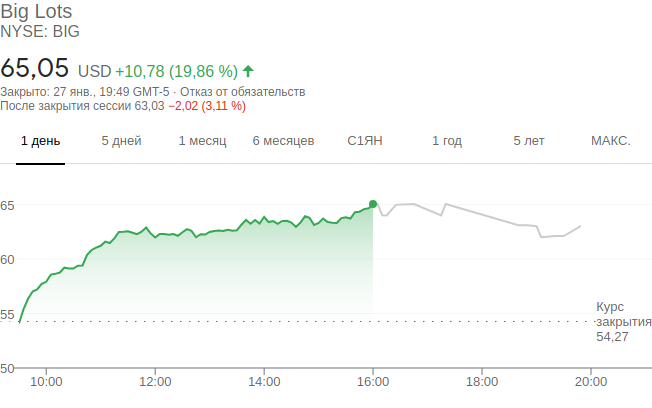 Big Lots
NYSE: BIG
65,05 USD +10,78 (19,86 %)
Закрыто: 27 янв., 19:49 GMT-5 · Отказ от обязательств
После закрытия сессии 63,03 −2,02 (3,11 %)
1 день 5 дней 1 месяц 6 месяцев С1ЯН 1 год 5 лет МАКС.
65
60
55
50
Курс
закрытия
54,27
10:00 12:00 14:00 16:00 18:00 20:00